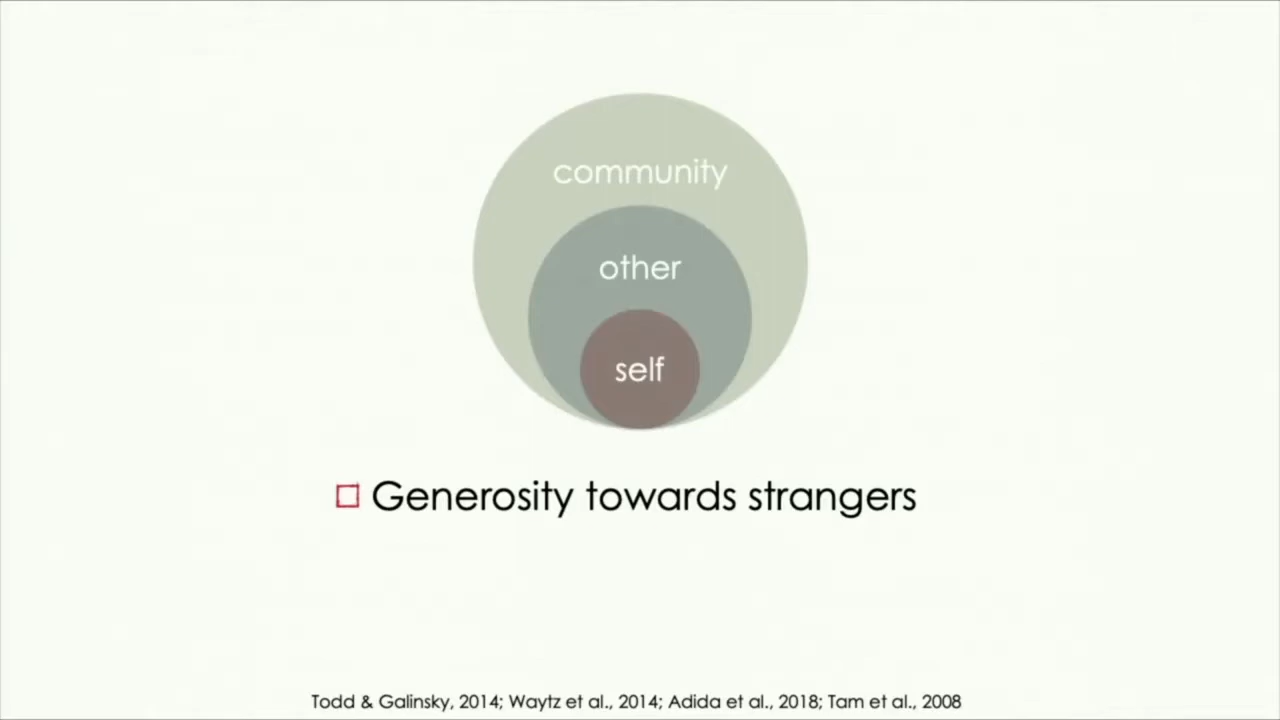 community
other
self
Generosity towards strangers
Todd & Galinsky, 2014; Waytz et al., 2014; Adida et al., 2018; Tam et al., 2008